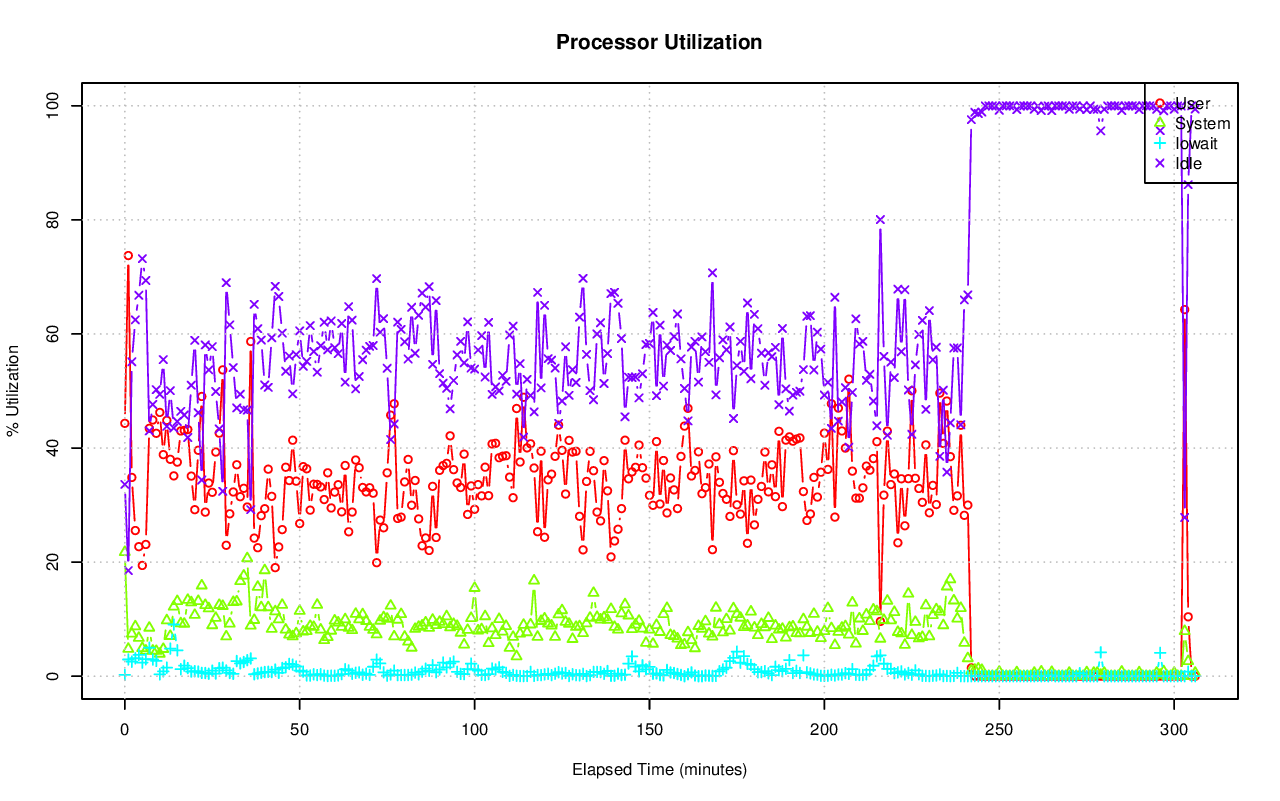 Processor Utilization
% Utilization
100
80
60
40
20
0
User
System
Iowait
Idle
0 50 100 150 200 250 300
Elapsed Time (minutes)